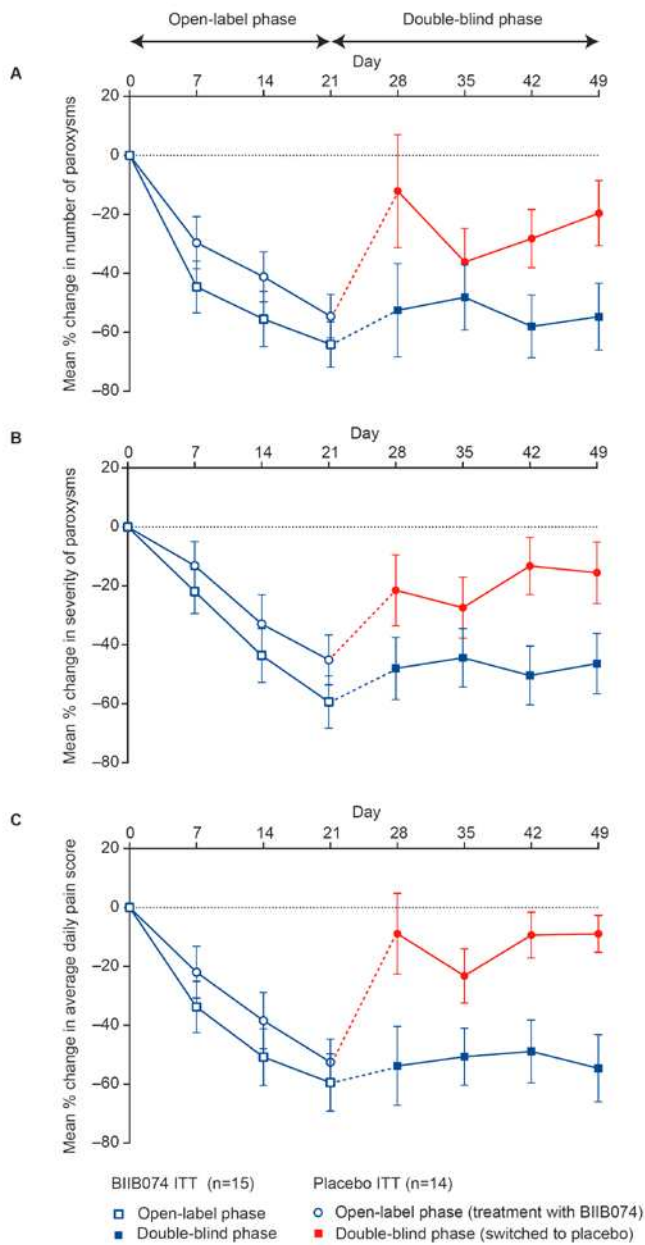 Open-label phase Double-blind phase
A
Day
0 7 14 21 28 35 42 49
20
0
−20
−40
−60
−80
Mean % change in number of paroxysms
B
Day
0 7 14 21 28 35 42 49
20
0
−20
−40
−60
−80
Mean % change in severity of paroxysms
C
Day
0 7 14 21 28 35 42 49
20
0
−20
−40
−60
−80
Mean % change in average daily pain score
BIIB074 ITT (n=15) Placebo ITT (n=14)
Open-label phase Open-label phase (treatment with BIIB074)
Double-blind phase Double-blind phase (switched to placebo)